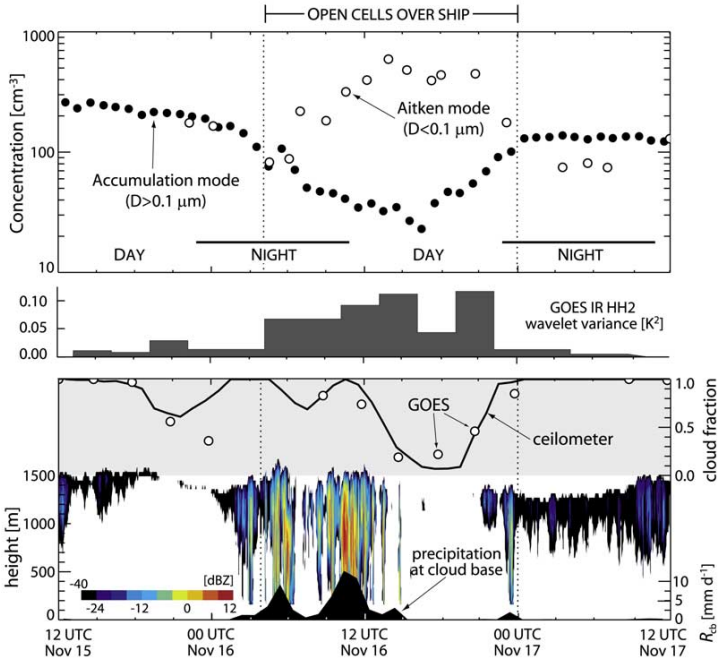 OPEN CELLS OVER SHIP
1000
100
10
Concentration [cm-3]
Aitken mode
(D<0.1 μm)
Accumulation mode
(D>0.1 μm)
DAY
NIGHT
DAY
NIGHT
0.10
0.05
0.00
GOES IR HH2
wavelet variance [K2]
GOES
ceilometer
1.0
0.5
0.0
cloud fraction
1500
1000
500
0
height [m]
precipitation
at cloud base
-40
[dBZ]
-24
-12
0
12
10
5
0
Rcb [mm d-1]
12 UTC
Nov 15
00 UTC
Nov 16
12 UTC
Nov 16
00 UTC
Nov 17
12 UTC
Nov 17